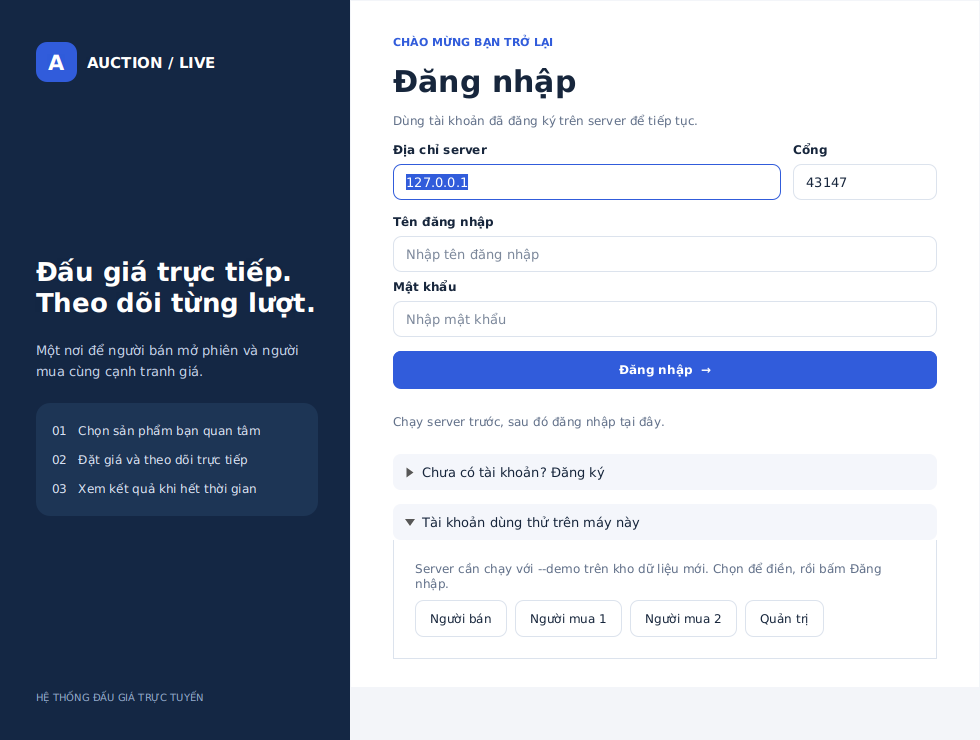 A
AUCTION / LIVE
Đấu giá trực tiếp.
Theo dõi từng lượt.
Một nơi để người bán mở phiên và người
mua cùng cạnh tranh giá.
01 Chọn sản phẩm bạn quan tâm
02 Đặt giá và theo dõi trực tiếp
03 Xem kết quả khi hết thời gian
HỆ THỐNG ĐẤU GIÁ TRỰC TUYẾN
CHÀO MỪNG BẠN TRỞ LẠI
Đăng nhập
Dùng tài khoản đã đăng ký trên server để tiếp tục.
Địa chỉ server Cổng
127.0.0.1 43147
Tên đăng nhập
Nhập tên đăng nhập
Mật khẩu
Nhập mật khẩu
Đăng nhập →
Chạy server trước, sau đó đăng nhập tại đây.
Chưa có tài khoản? Đăng ký
Tài khoản dùng thử trên máy này
Server cần chạy với --demo trên kho dữ liệu mới. Chọn để điền, rồi bấm Đăng
nhập.
Người bán Người mua 1 Người mua 2 Quản trị